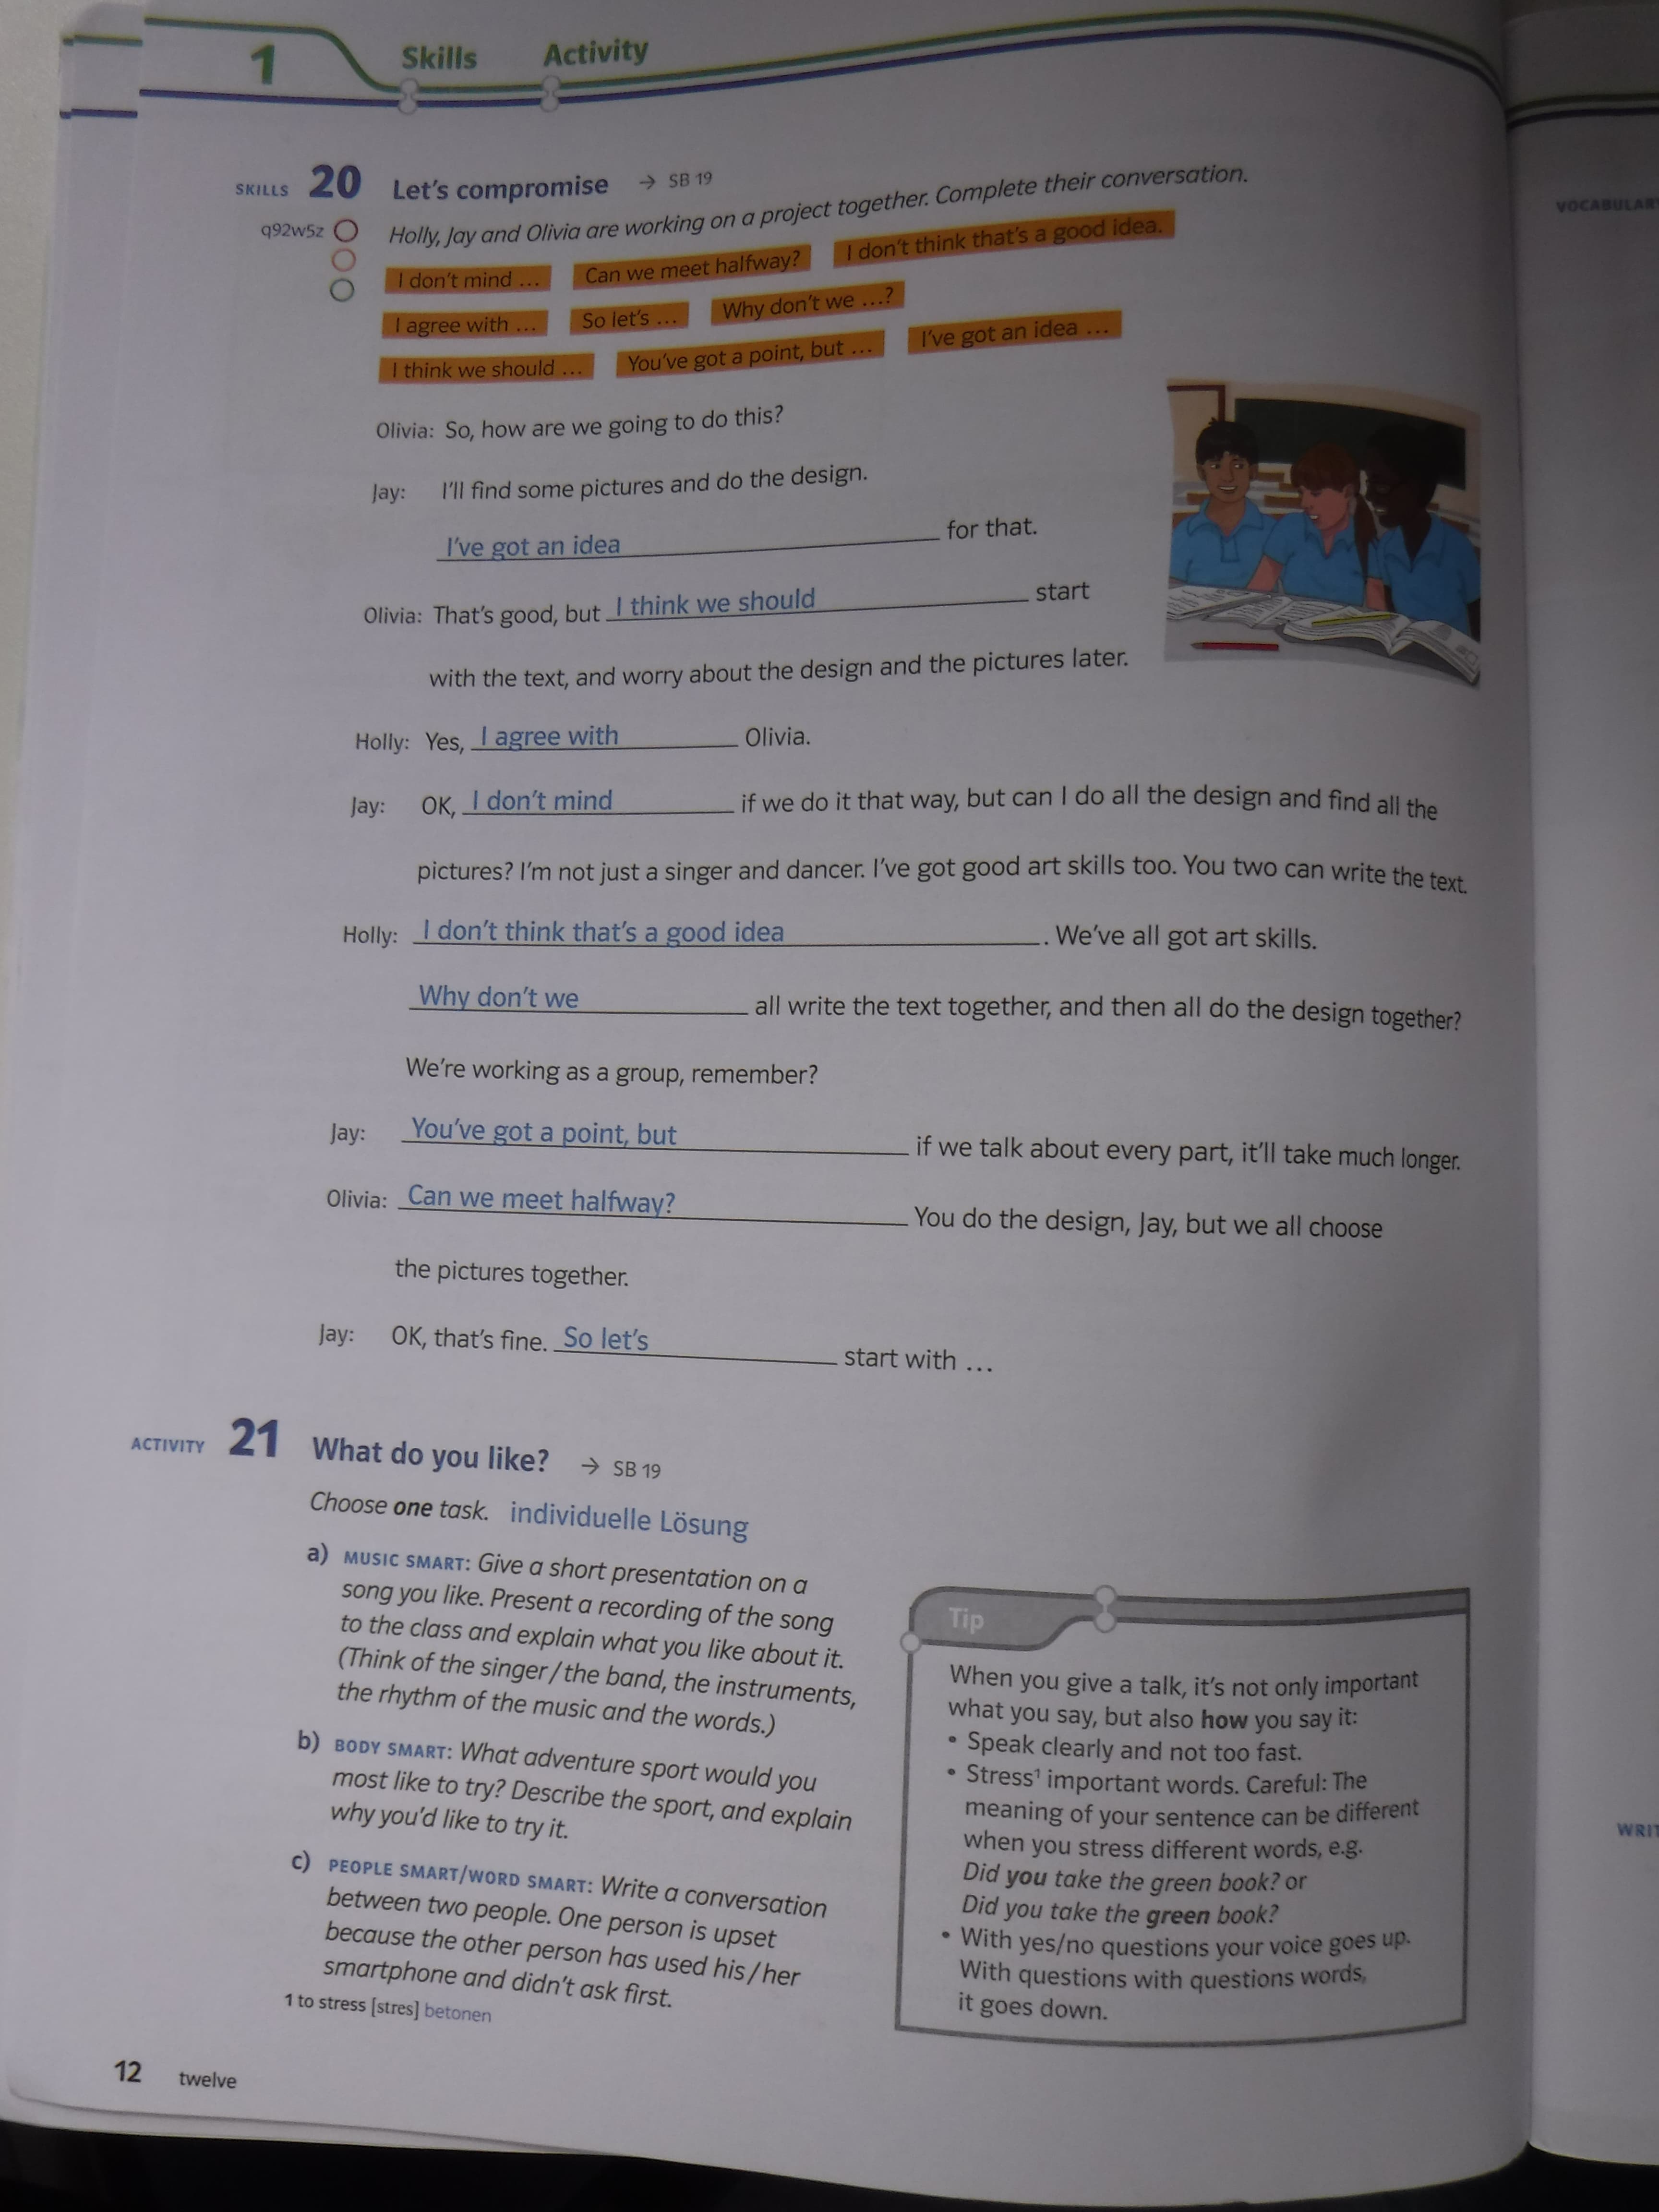 1 Skills Activity
SKILLS 20 Let's compromise → SB 19
q92w5z Holly, Jay and Olivia are working on a project together. Complete their conversation.
I don't mind … Can we meet halfway? I don't think that's a good idea.
I agree with … So let's … Why don't we …?
I think we should … You've got a point, but … I've got an idea …
Olivia: So, how are we going to do this?
Jay: I'll find some pictures and do the design.
I've got an idea for that.
Olivia: That's good, but I think we should start
with the text, and worry about the design and the pictures later.
Holly: Yes, I agree with Olivia.
Jay: OK, I don't mind if we do it that way, but can I do all the design and find all the
pictures? I'm not just a singer and dancer. I've got good art skills too. You two can write the text.
Holly: I don't think that's a good idea. We've all got art skills.
Why don't we all write the text together, and then all do the design together?
We're working as a group, remember?
Jay: You've got a point, but if we talk about every part, it'll take much longer.
Olivia: Can we meet halfway? You do the design, Jay, but we all choose
the pictures together.
Jay: OK, that's fine. So let's start with …
ACTIVITY 21 What do you like? → SB 19
Choose one task. individuelle Lösung
a) MUSIC SMART: Give a short presentation on a
song you like. Present a recording of the song
to the class and explain what you like about it.
(Think of the singer/the band, the instruments,
the rhythm of the music and the words.)
b) BODY SMART: What adventure sport would you
most like to try? Describe the sport, and explain
why you'd like to try it.
c) PEOPLE SMART/WORD SMART: Write a conversation
between two people. One person is upset
because the other person has used his/her
smartphone and didn't ask first.
1 to stress [stres] betonen
Tip
When you give a talk, it's not only important
what you say, but also how you say it:
• Speak clearly and not too fast.
• Stress¹ important words. Careful: The
meaning of your sentence can be different
when you stress different words, e.g.
Did you take the green book? or
Did you take the green book?
• With yes/no questions your voice goes up.
With questions with questions words,
it goes down.
12 twelve
VOCABULAR
WRIT